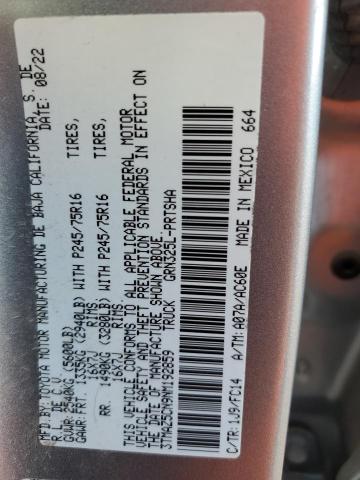 MFD. BY:
TOYOTA MOTOR MANUFACTURING DE BAJA CALIFORNIA, S. DE
R. L. DE C. V. DATE: 08/22
GVWR: 2540KG (5600LB)
GAWR: FRT. 1335KG (2940LB) WITH P245/75R16 TIRES,
16X7J RIMS,
RR. 1490KG (3280LB) WITH P245/75R16 TIRES,
16X7J RIMS.
THIS VEHICLE CONFORMS TO ALL APPLICABLE FEDERAL MOTOR
VEHICLE SAFETY AND THEFT PREVENTION STANDARDS IN EFFECT ON
THE DATE OF MANUFACTURE SHOWN ABOVE.
3TMAZ5CN9NM192859 TRUCK GRN325L-PRTSHA
C/TR: 1J9/FC14 A/TM: A07A/AC60E MADE IN MEXICO 664